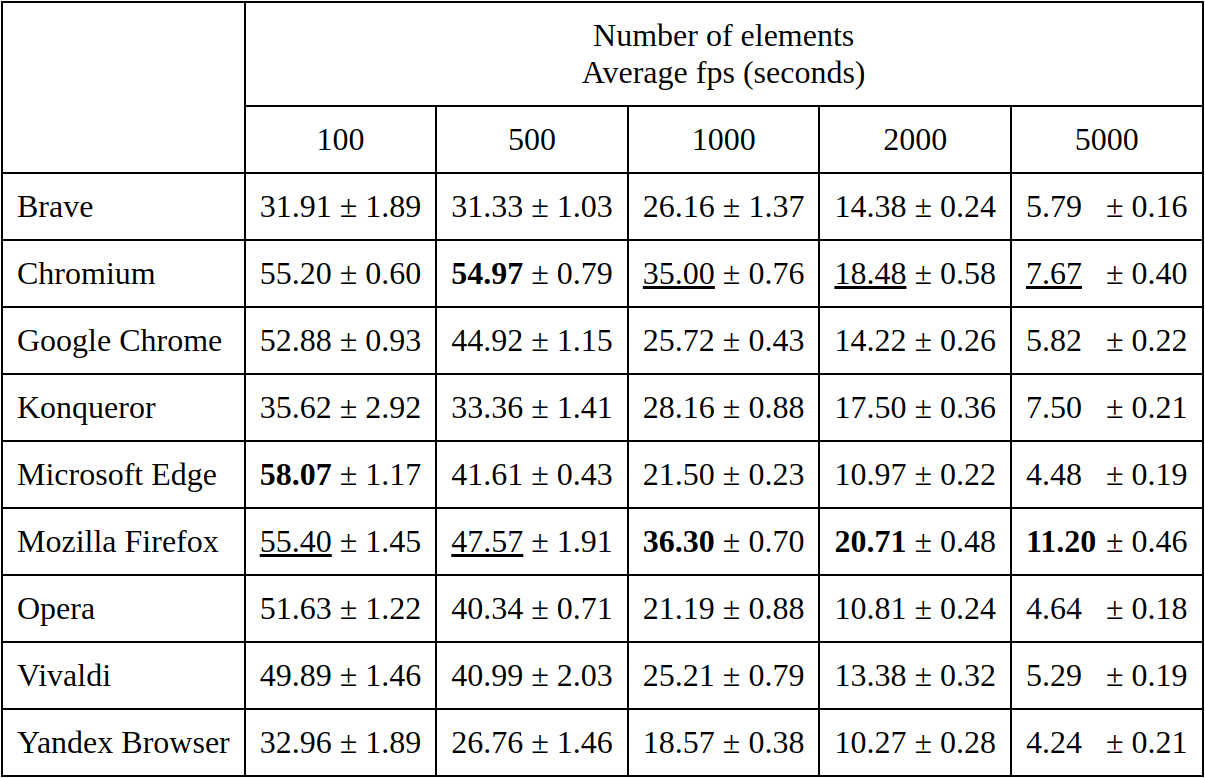 Number of elements
Average fps (seconds)
100 500 1000 2000 5000
Brave 31.91 ± 1.89 31.33 ± 1.03 26.16 ± 1.37 14.38 ± 0.24 5.79 ± 0.16
Chromium 55.20 ± 0.60 54.97 ± 0.79 35.00 ± 0.76 18.48 ± 0.58 7.67 ± 0.40
Google Chrome 52.88 ± 0.93 44.92 ± 1.15 25.72 ± 0.43 14.22 ± 0.26 5.82 ± 0.22
Konqueror 35.62 ± 2.92 33.36 ± 1.41 28.16 ± 0.88 17.50 ± 0.36 7.50 ± 0.21
Microsoft Edge 58.07 ± 1.17 41.61 ± 0.43 21.50 ± 0.23 10.97 ± 0.22 4.48 ± 0.19
Mozilla Firefox 55.40 ± 1.45 47.57 ± 1.91 36.30 ± 0.70 20.71 ± 0.48 11.20 ± 0.46
Opera 51.63 ± 1.22 40.34 ± 0.71 21.19 ± 0.88 10.81 ± 0.24 4.64 ± 0.18
Vivaldi 49.89 ± 1.46 40.99 ± 2.03 25.21 ± 0.79 13.38 ± 0.32 5.29 ± 0.19
Yandex Browser 32.96 ± 1.89 26.76 ± 1.46 18.57 ± 0.38 10.27 ± 0.28 4.24 ± 0.21